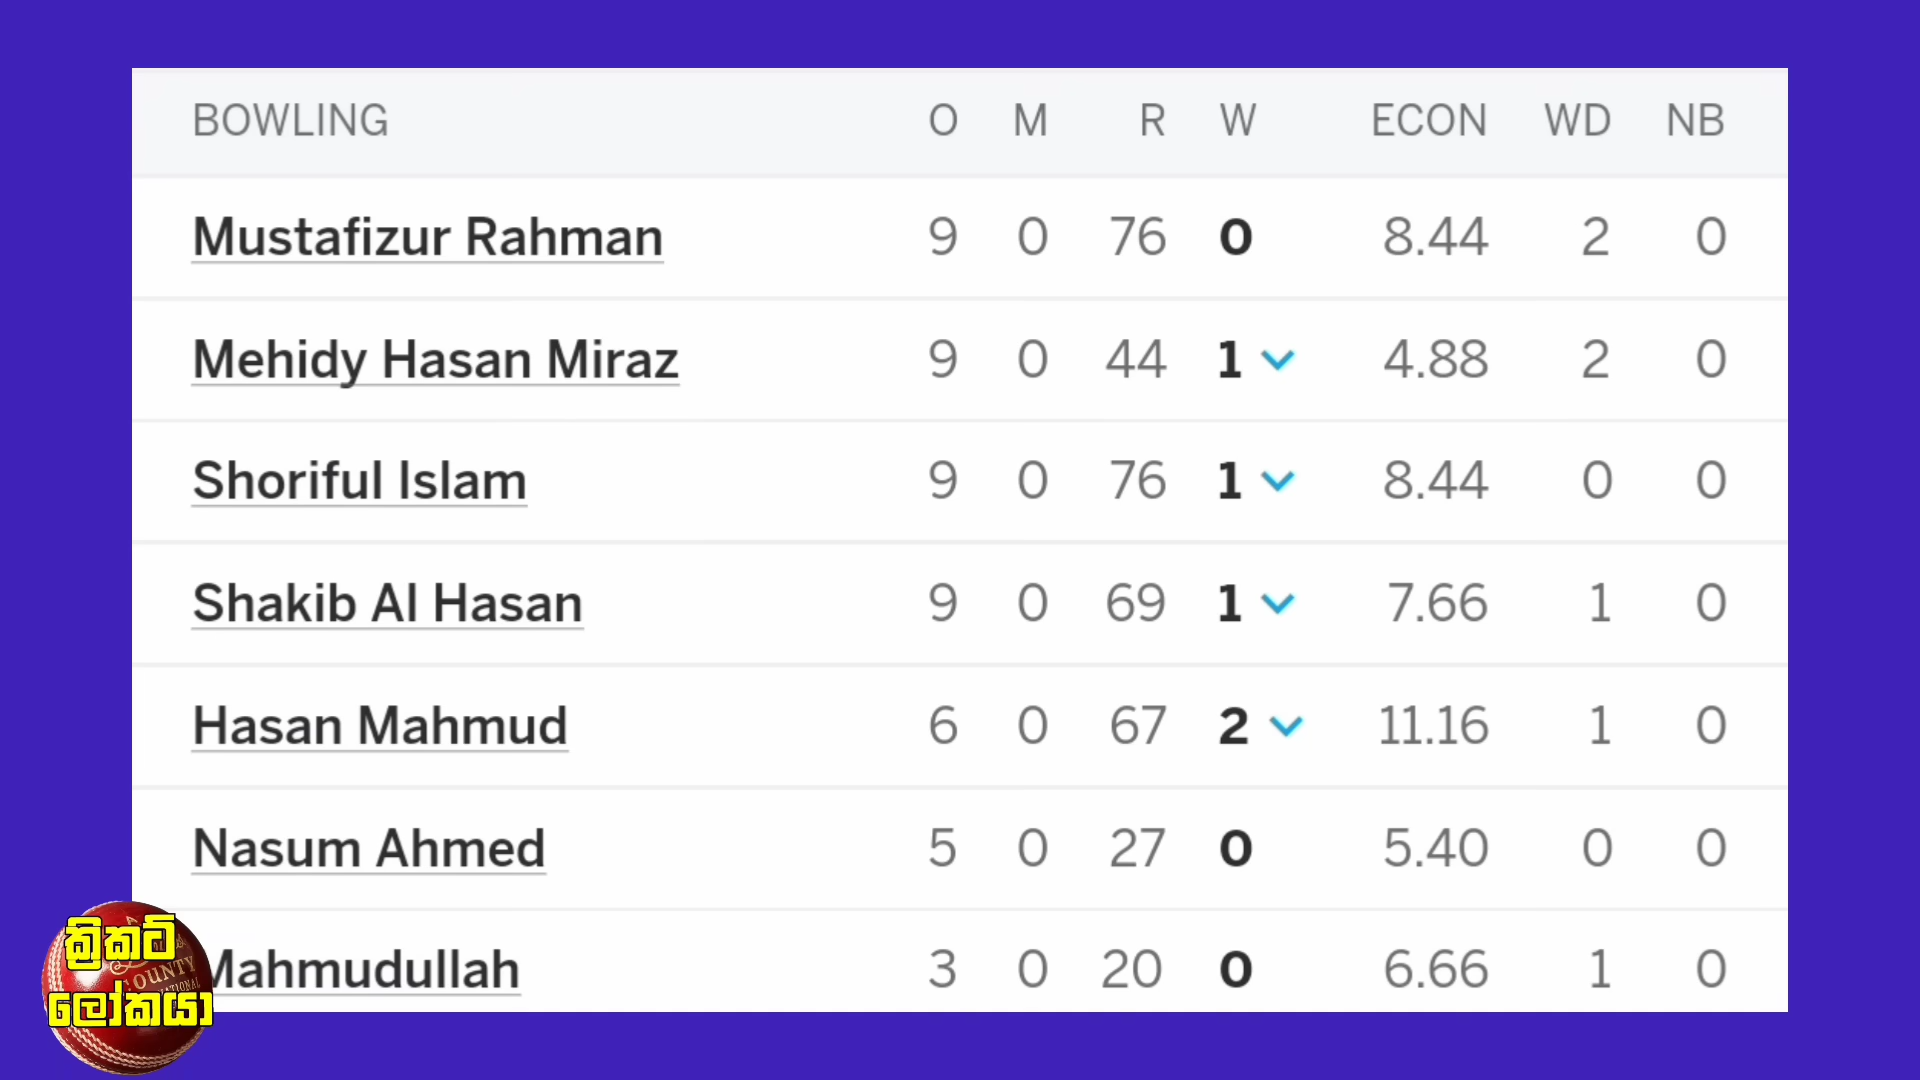 BOWLING O M R W ECON WD NB
Mustafizur Rahman 9 0 76 0 8.44 2 0
Mehidy Hasan Miraz 9 0 44 1 4.88 2 0
Shoriful Islam 9 0 76 1 8.44 0 0
Shakib Al Hasan 9 0 69 1 7.66 1 0
Hasan Mahmud 6 0 67 2 11.16 1 0
Nasum Ahmed 5 0 27 0 5.40 0 0
Mahmudullah 3 0 20 0 6.66 1 0
ක්‍රිකට්
COUNTY
ලෝකයා